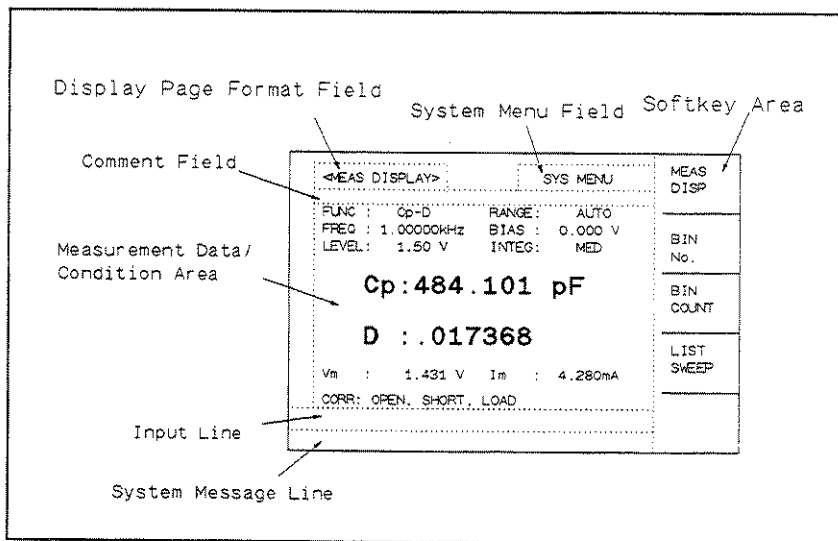 Display Page Format Field
System Menu Field
Softkey Area
Comment Field
<MEAS DISPLAY>
SYS MENU
MEAS
DISP
FUNC : Cp-D RANGE: AUTO
FREQ : 1.00000kHz BIAS : 0.000 V
LEVEL: 1.50 V INTEG: MED
BIN
No.
Measurement Data/
Condition Area
Cp:484.101 pF
BIN
COUNT
D :.017368
LIST
SWEEP
Vm : 1.431 V Im : 4.280mA
CORR: OPEN, SHORT, LOAD
Input Line
System Message Line